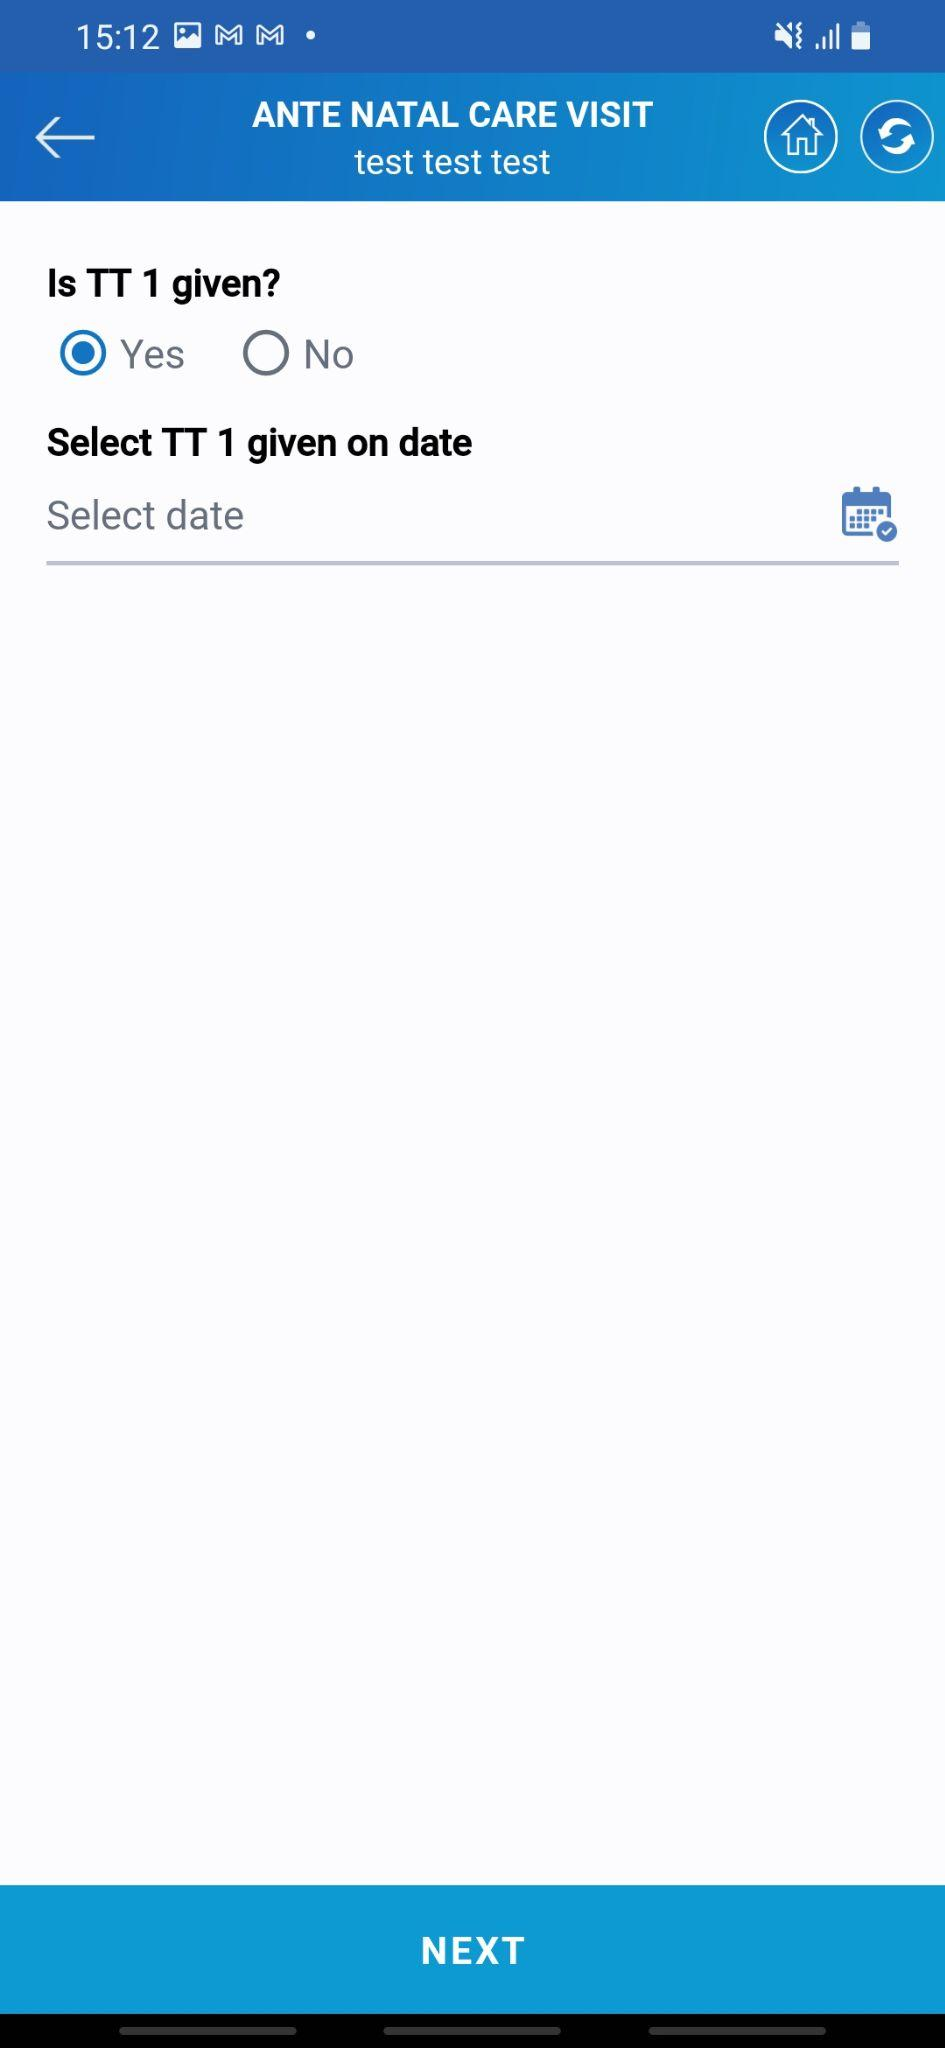 15:12
ANTE NATAL CARE VISIT
test test test
Is TT 1 given?
Yes No
Select TT 1 given on date
Select date
NEXT